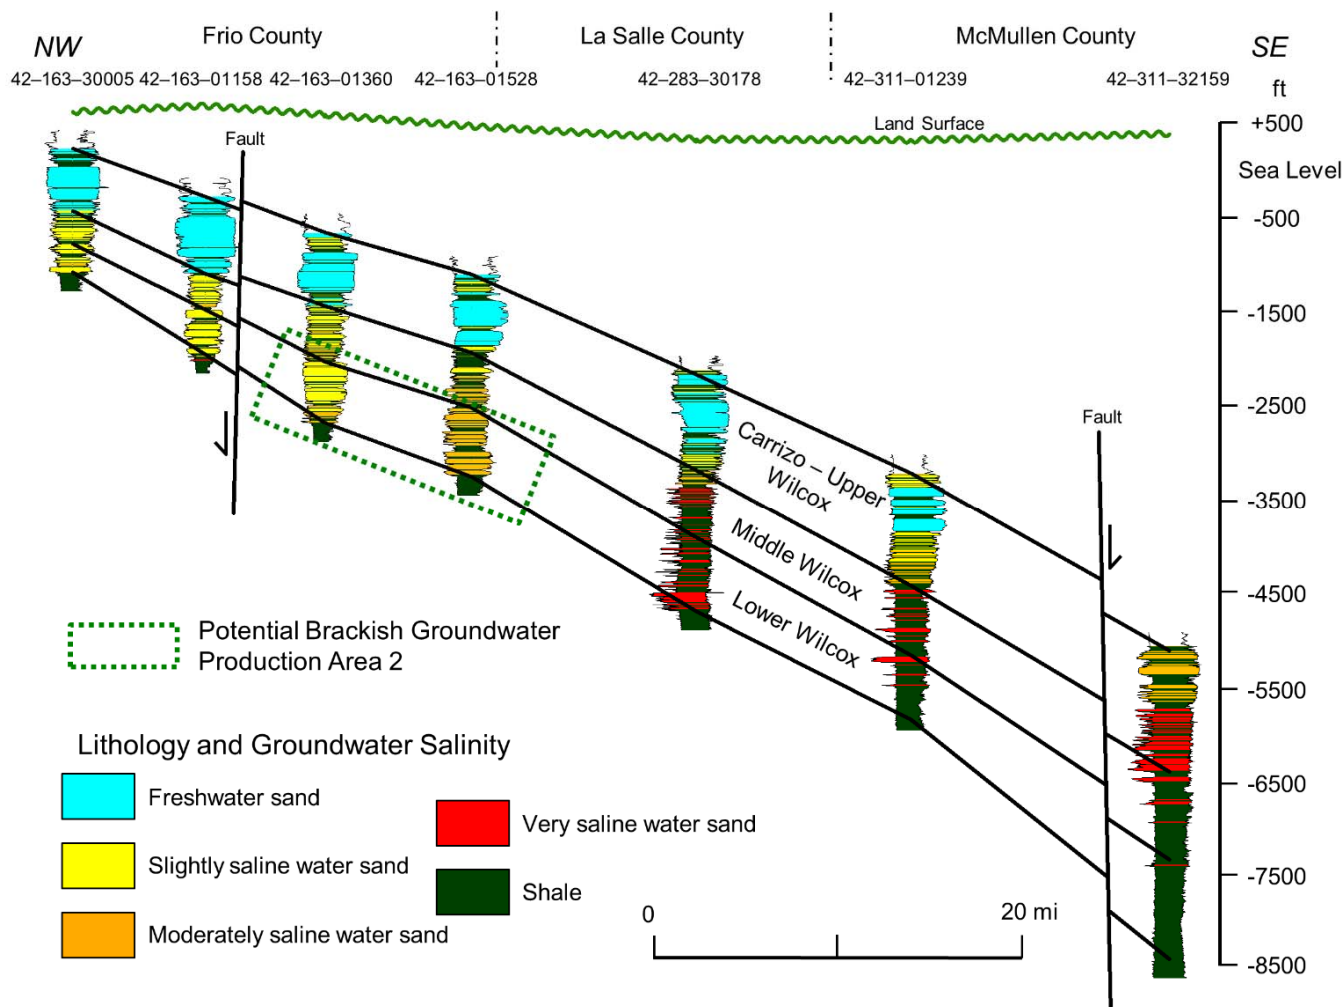 NW
Frio County
La Salle County
McMullen County
SE
42–163–30005
42–163–01158
42–163–01360
42–163–01528
42–283–30178
42–311–01239
42–311–32159
ft
Land Surface
+500
Fault
Sea Level
-500
-1500
-2500
Fault
Carrizo – Upper
Wilcox
-3500
Middle Wilcox
-4500
Lower Wilcox
Potential Brackish Groundwater
Production Area 2
-5500
Lithology and Groundwater Salinity
-6500
Freshwater sand
Very saline water sand
Slightly saline water sand
-7500
Shale
Moderately saline water sand
0
20 mi
-8500